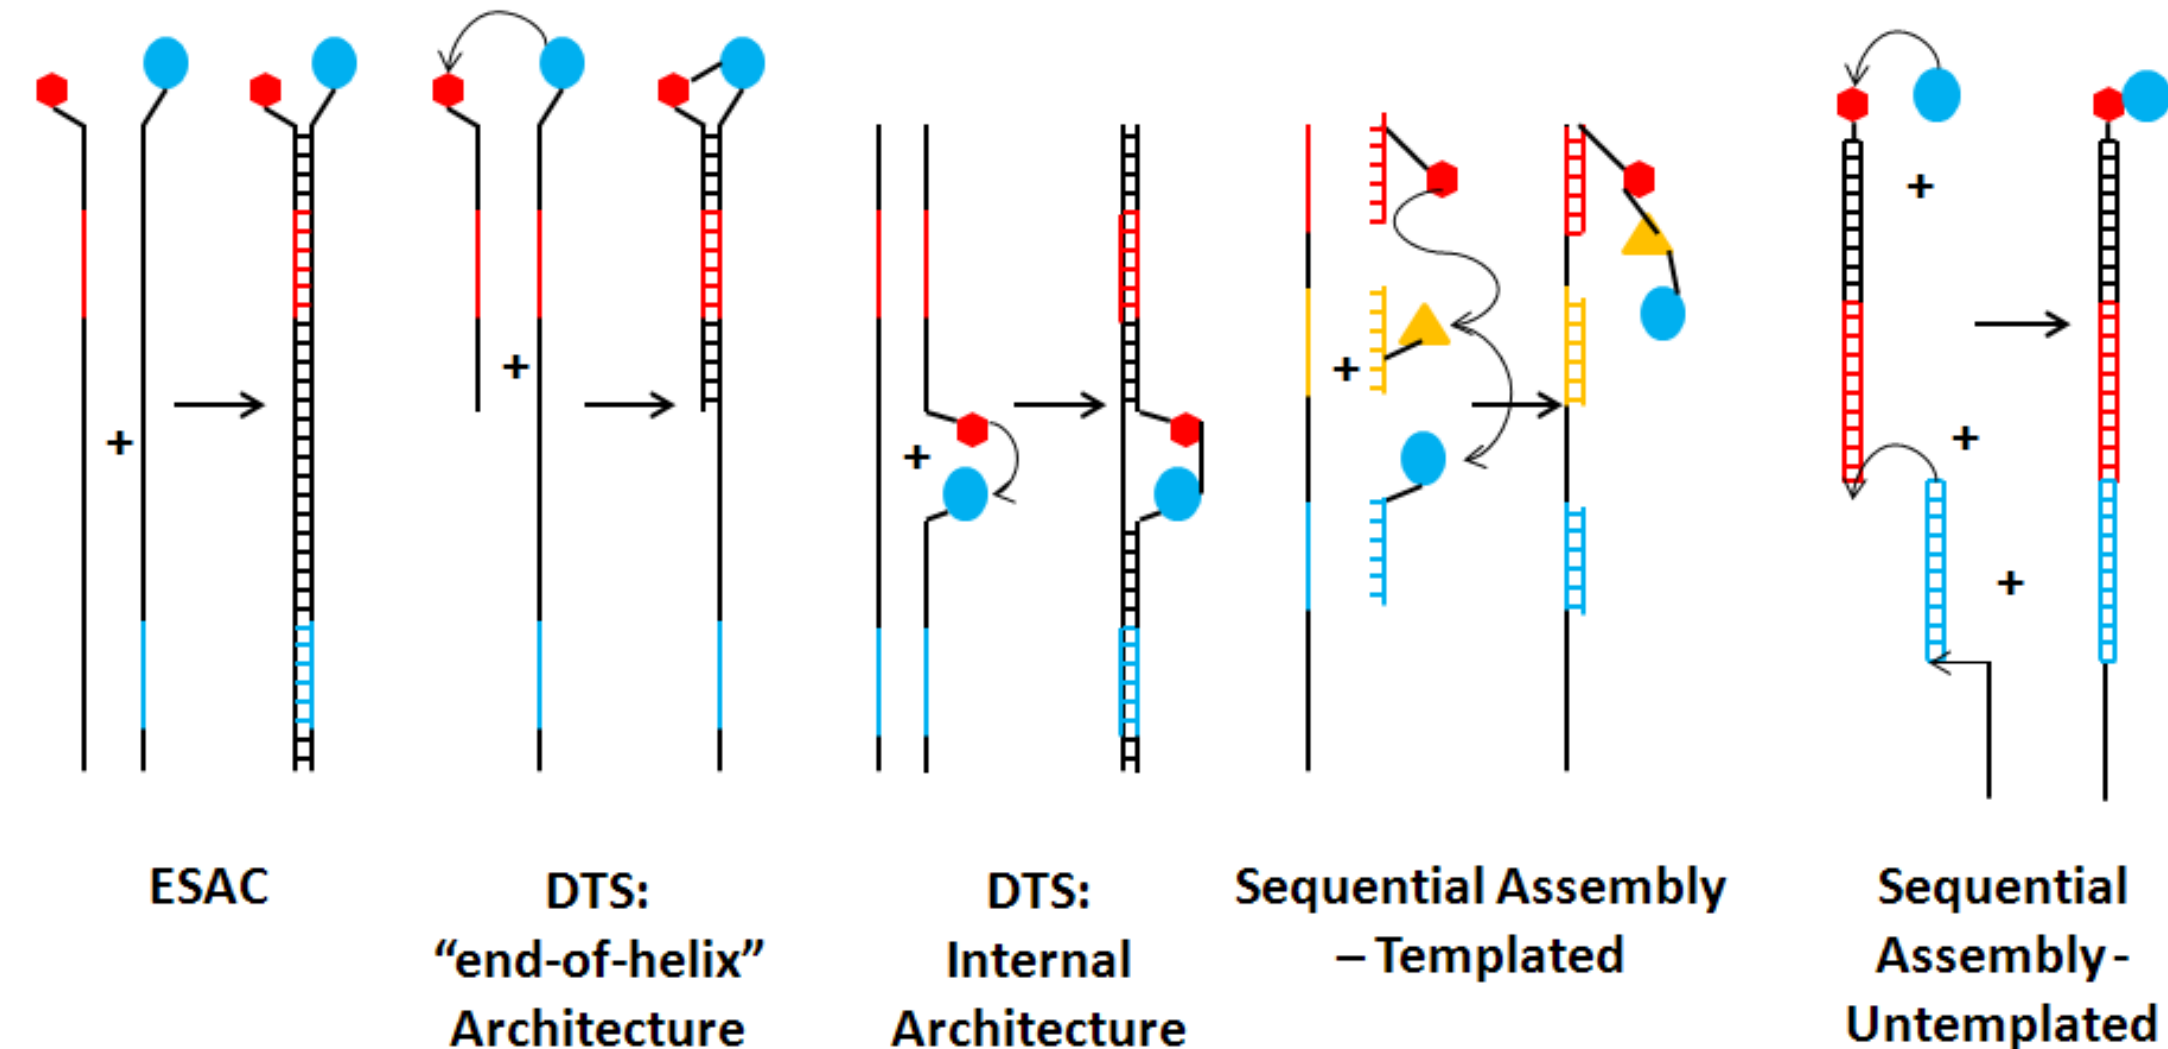 +
+
+
+
+
+
+
ESAC
DTS:
“end-of-helix”
Architecture
DTS:
Internal
Architecture
Sequential Assembly
– Templated
Sequential
Assembly -
Untemplated